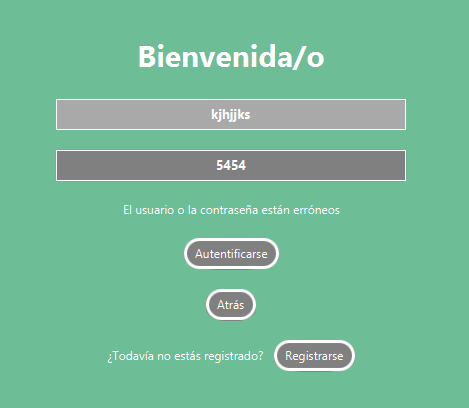 Bienvenida/o
kjhjjks
5454
El usuario o la contraseña están erróneos
Autentificarse
Atrás
¿Todavía no estás registrado? Registrarse